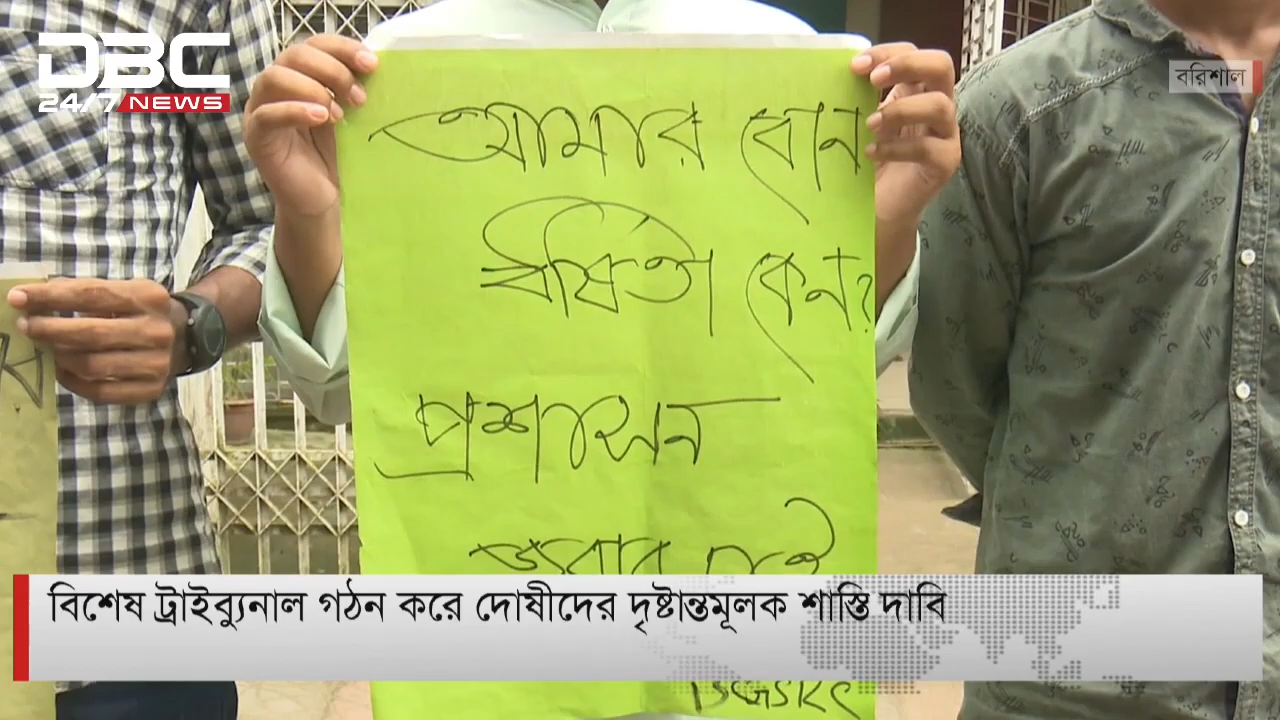 DBC
24/7 NEWS
বরিশাল
আমার বোন
ধর্ষিতা কেন?
প্রশাসন
বিশেষ ট্রাইব্যুনাল গঠন করে দোষীদের দৃষ্টান্তমূলক শাস্তি দাবি